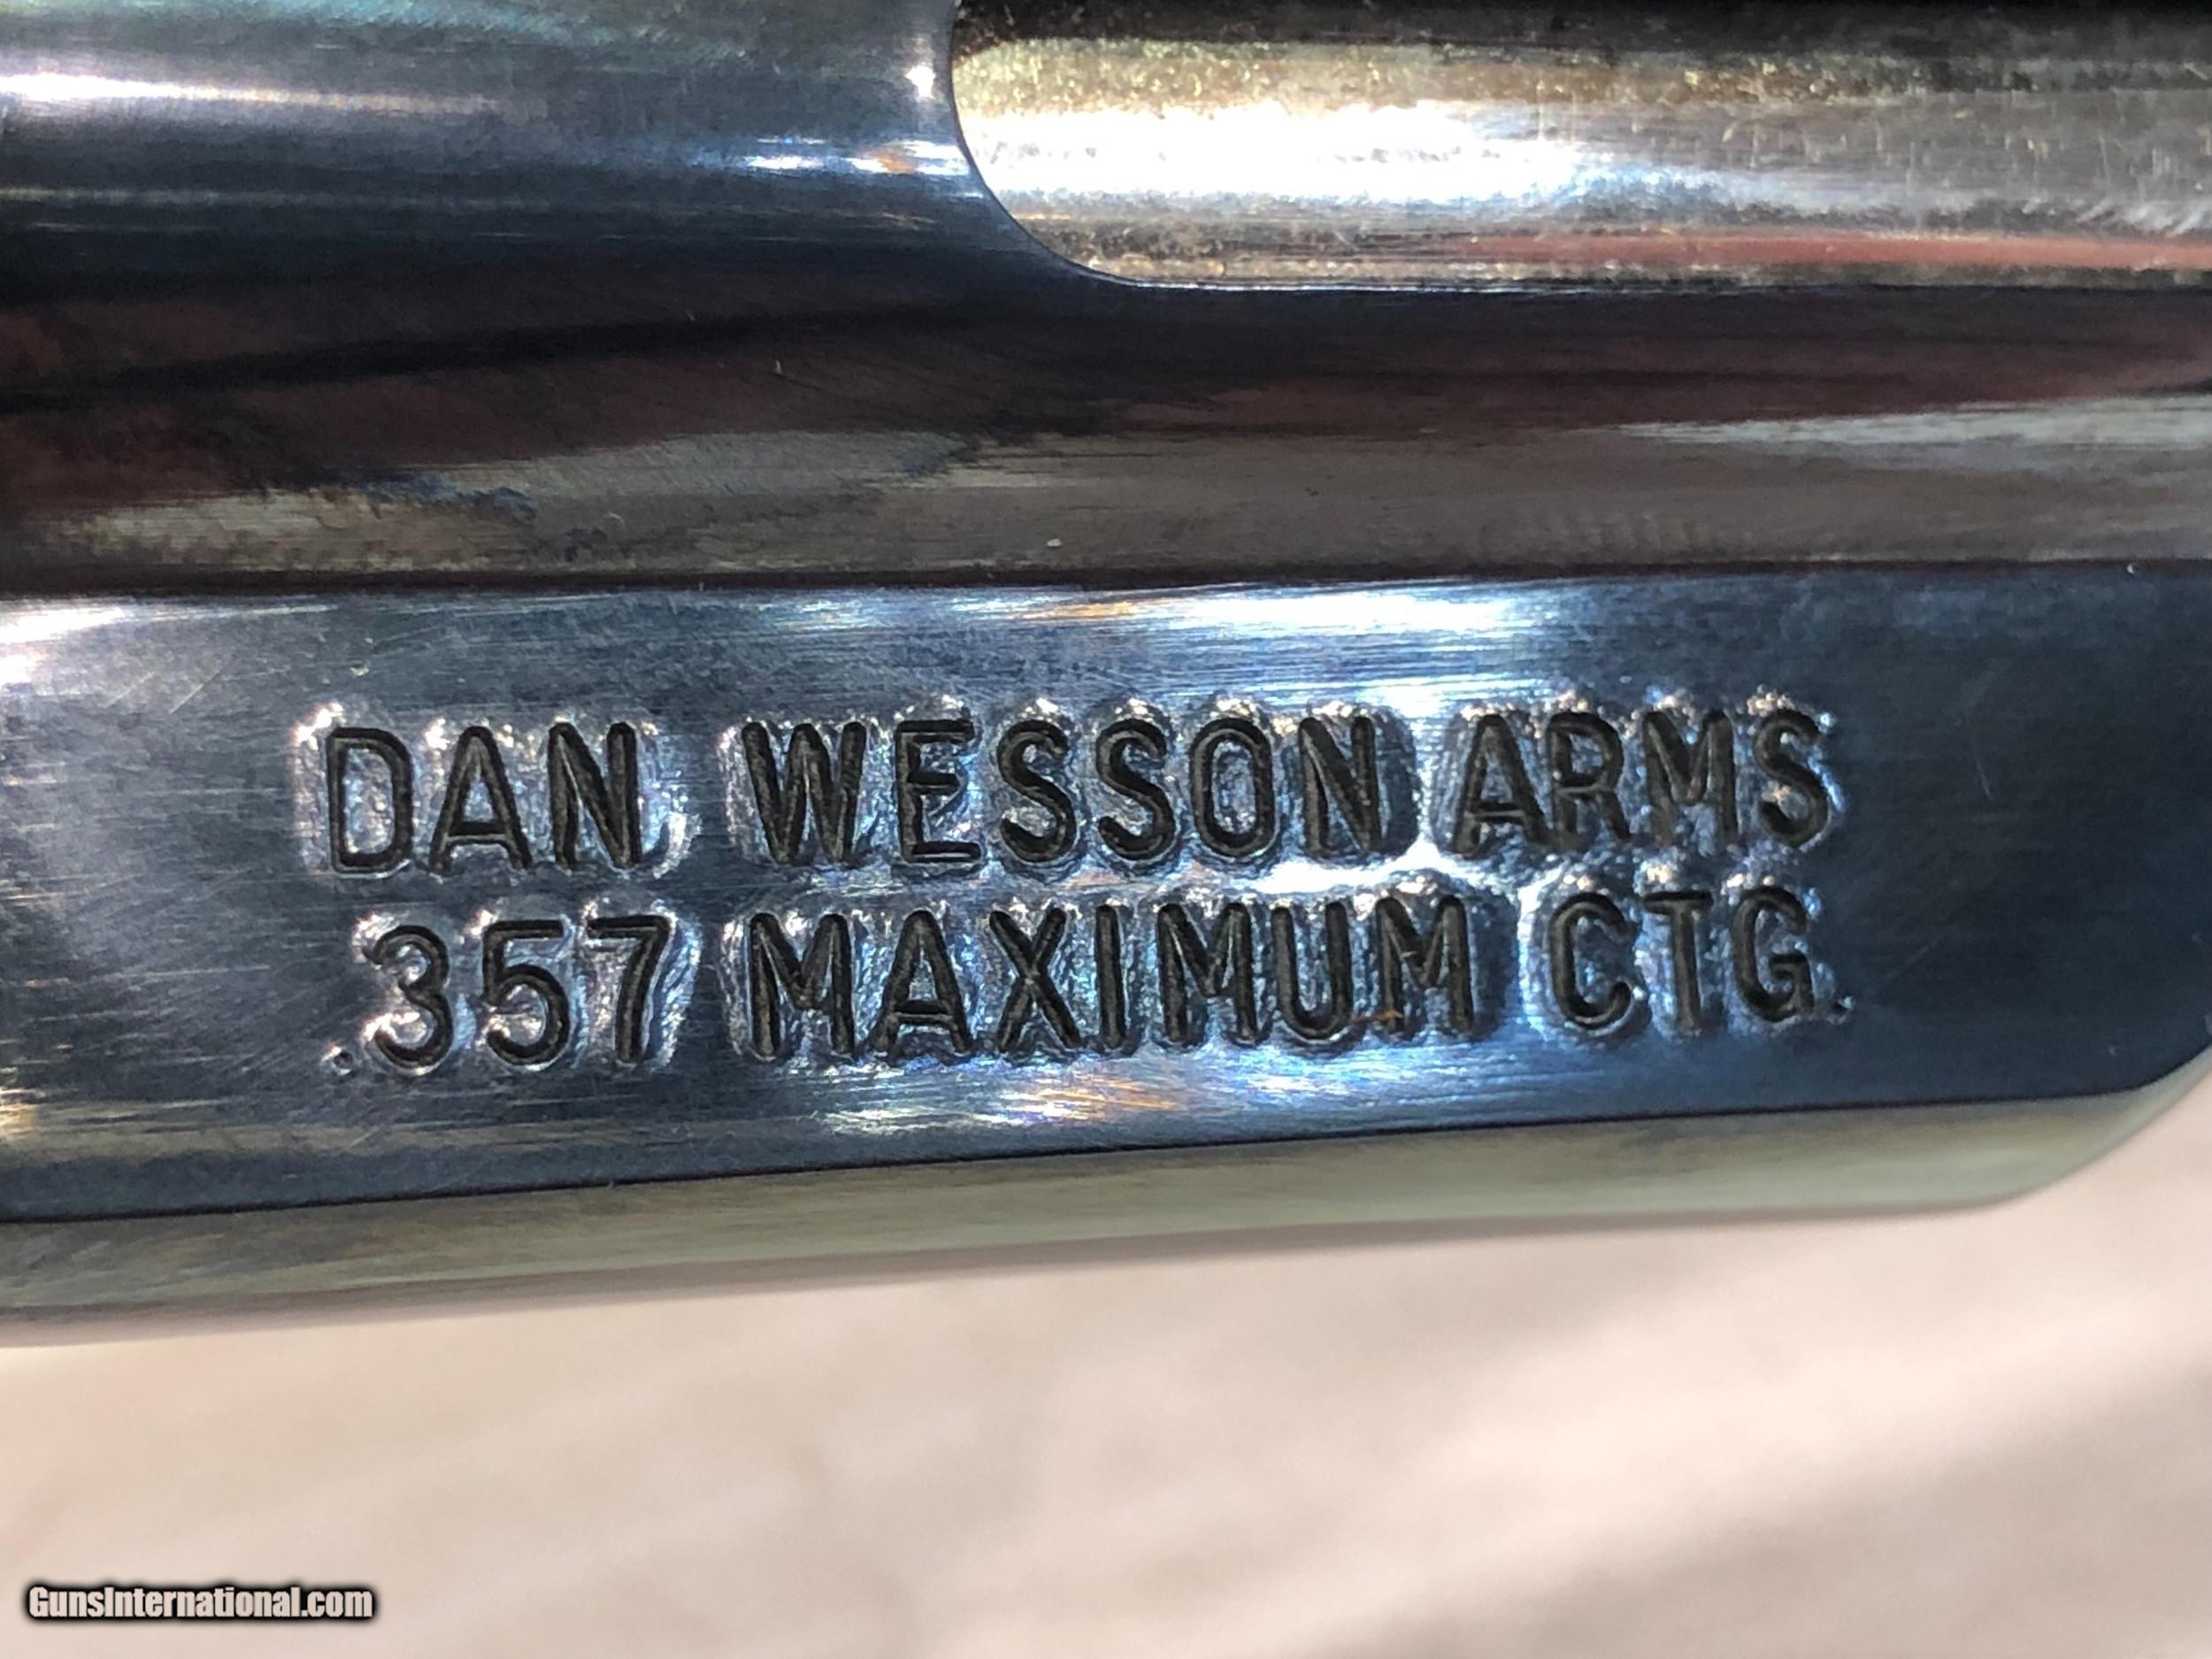 DAN WESSON ARMS
.357 MAXIMUM CTG.
GunsInternational.com